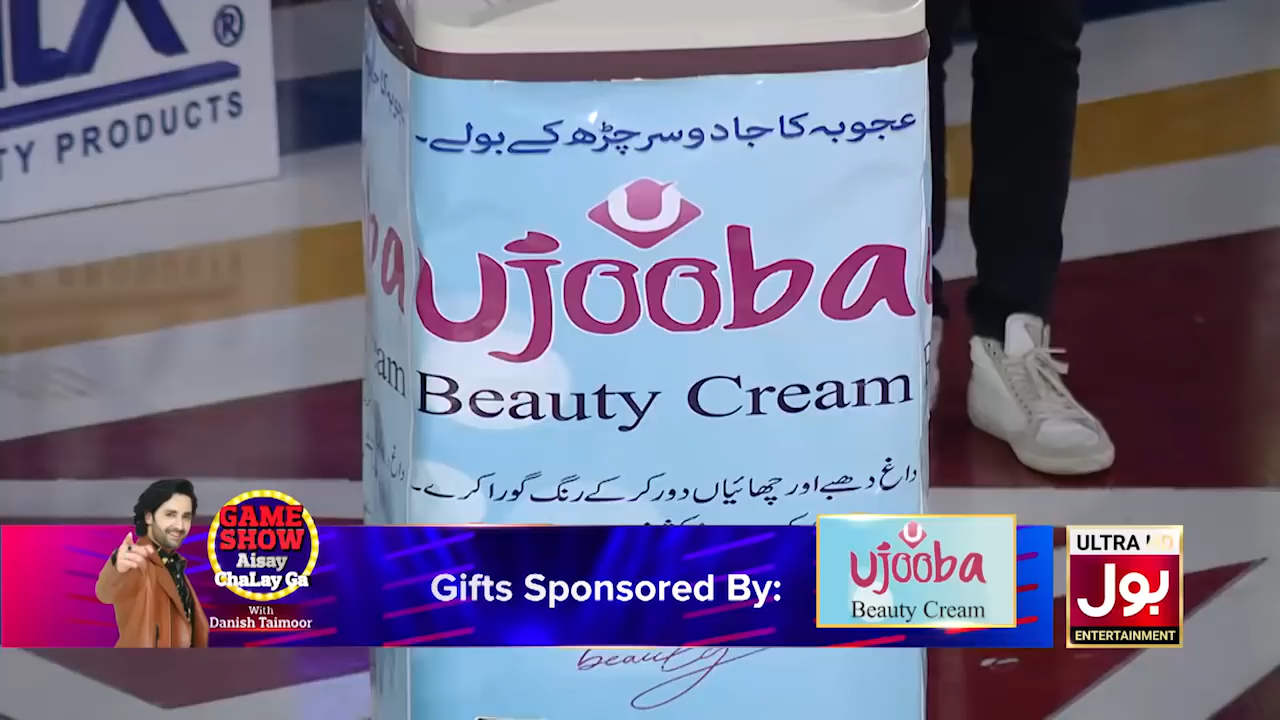 ®
PRODUCTS
عجوبہ کا جادو سر چڑھ کے بولے۔
ujooba
Beauty Cream
داغ دھبے اور چھائیاں دور کر کے رنگ گورا کرے۔
GAME
SHOW
Aisay
ChaLay Ga
With
Danish Taimoor
Gifts Sponsored By:
ujooba
Beauty Cream
ULTRA HD
بول
ENTERTAINMENT
beauty